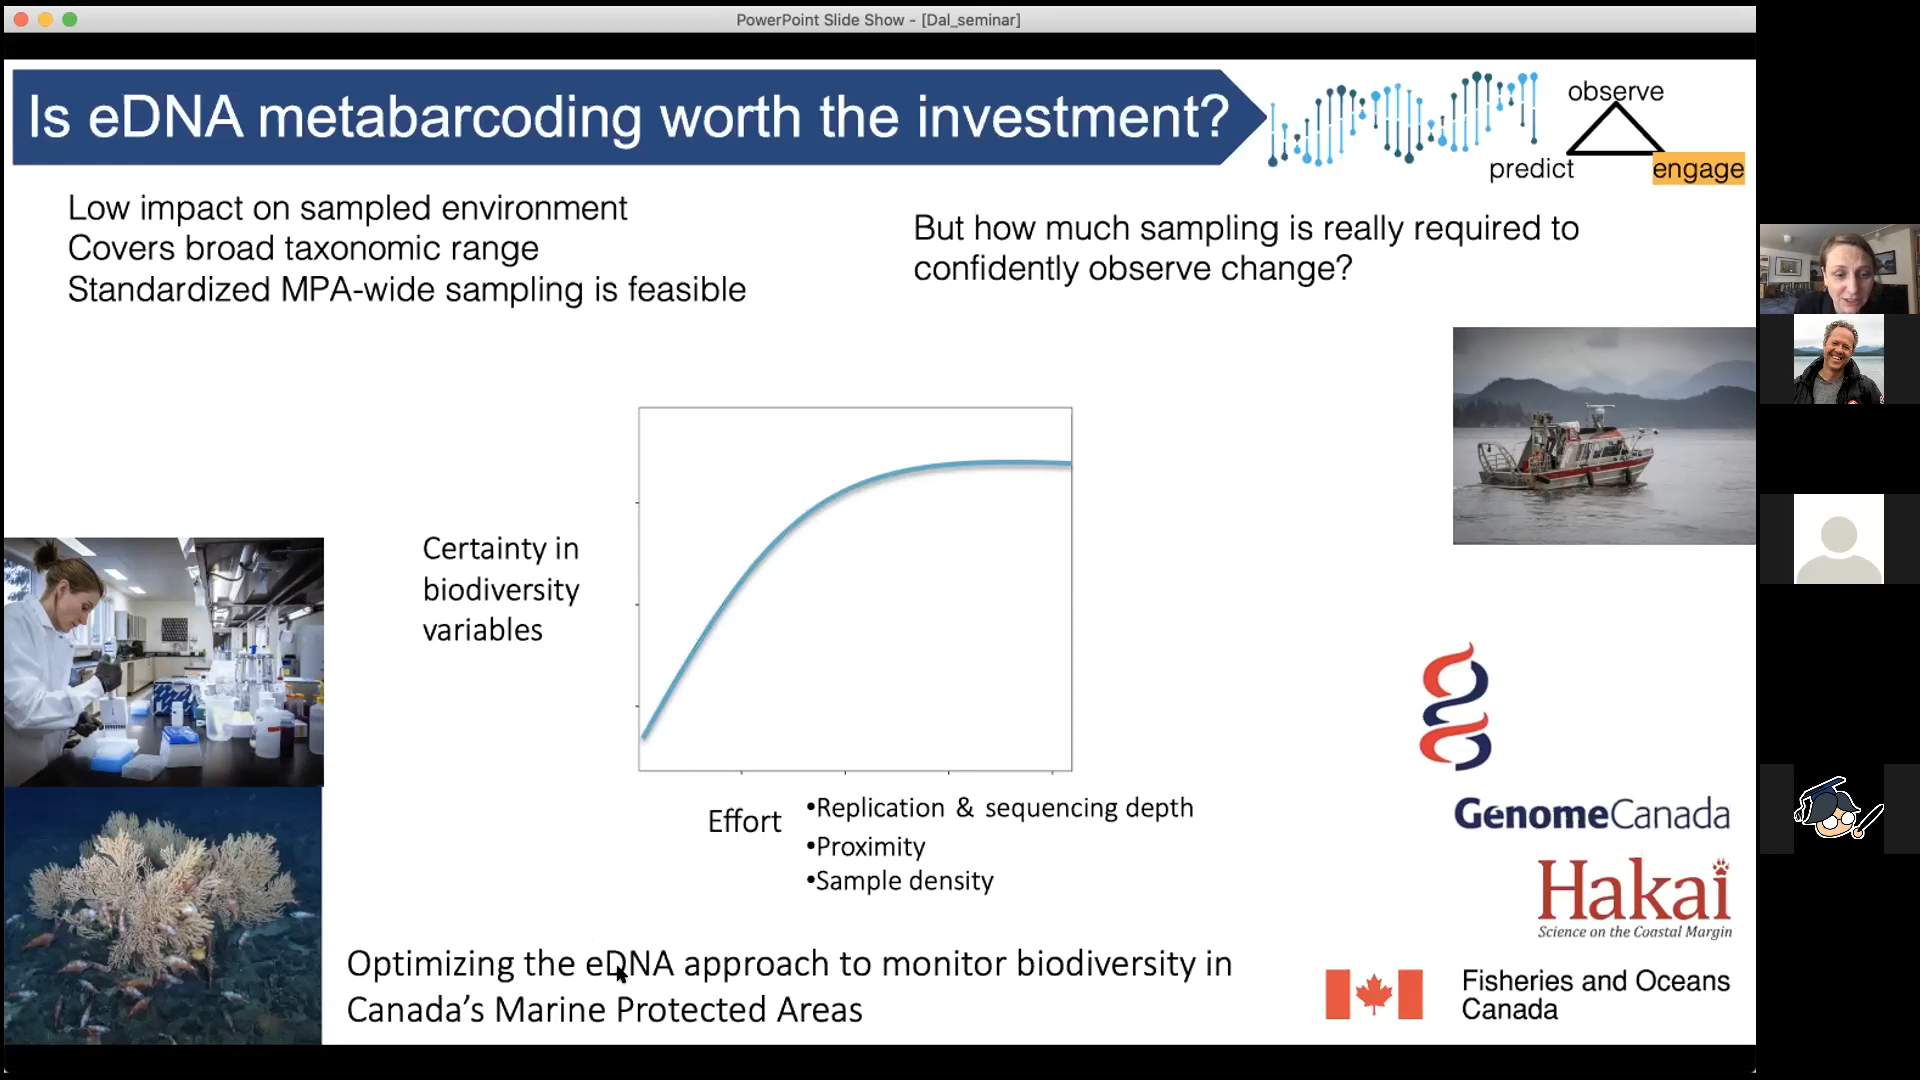 PowerPoint Slide Show - [Dal_seminar]
Is eDNA metabarcoding worth the investment?
observe
predict
engage
Low impact on sampled environment
Covers broad taxonomic range
Standardized MPA-wide sampling is feasible
But how much sampling is really required to
confidently observe change?
Certainty in
biodiversity
variables
Effort
•Replication & sequencing depth
•Proximity
•Sample density
GenomeCanada
Hakai
Science on the Coastal Margin
Optimizing the eDNA approach to monitor biodiversity in
Canada’s Marine Protected Areas
Fisheries and Oceans
Canada